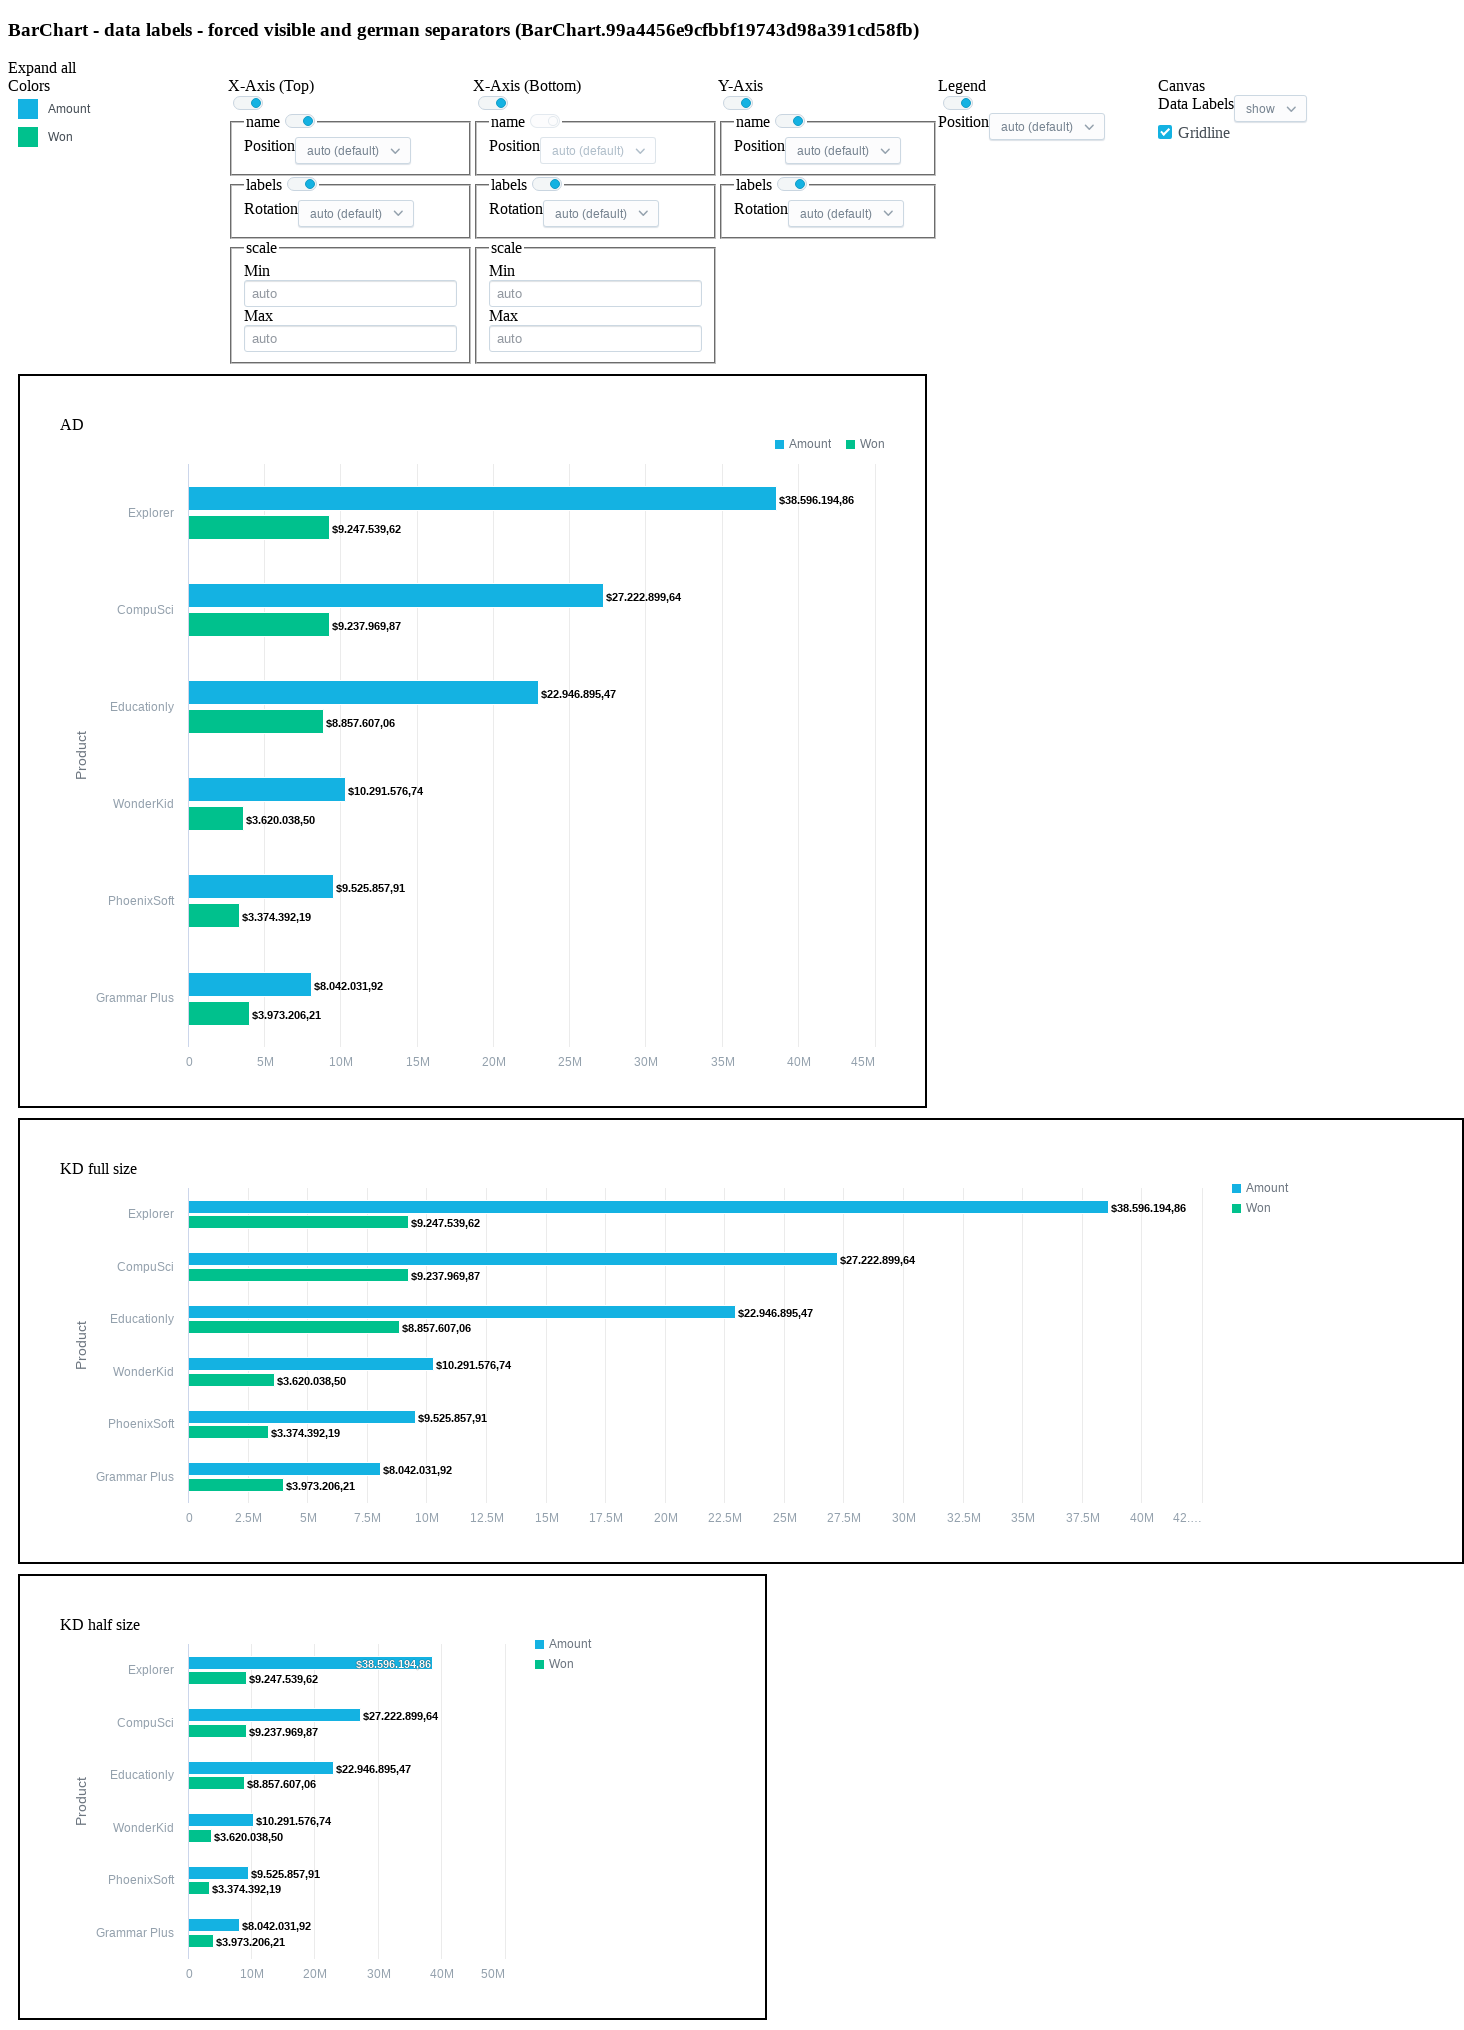 BarChart - data labels - forced visible and german separators (BarChart.99a4456e9cfbbf19743d98a391cd58fb)
Expand all
Colors
Amount
Won
X-Axis (Top)
name
Position auto (default)
labels
Rotation auto (default)
scale
Min
auto
Max
auto
X-Axis (Bottom)
name
Position auto (default)
labels
Rotation auto (default)
scale
Min
auto
Max
auto
Y-Axis
name
Position auto (default)
labels
Rotation auto (default)
Legend
Position auto (default)
Canvas
Data Labels show
Gridline
AD
Amount Won
Product
Explorer
$38.596.194,86
$9.247.539,62
CompuSci
$27.222.899,64
$9.237.969,87
Educationly
$22.946.895,47
$8.857.607,06
WonderKid
$10.291.576,74
$3.620.038,50
PhoenixSoft
$9.525.857,91
$3.374.392,19
Grammar Plus
$8.042.031,92
$3.973.206,21
0 5M 10M 15M 20M 25M 30M 35M 40M 45M
KD full size
Amount
Won
Product
Explorer
$38.596.194,86
$9.247.539,62
CompuSci
$27.222.899,64
$9.237.969,87
Educationly
$22.946.895,47
$8.857.607,06
WonderKid
$10.291.576,74
$3.620.038,50
PhoenixSoft
$9.525.857,91
$3.374.392,19
Grammar Plus
$8.042.031,92
$3.973.206,21
0 2.5M 5M 7.5M 10M 12.5M 15M 17.5M 20M 22.5M 25M 27.5M 30M 32.5M 35M 37.5M 40M 42.…
KD half size
Amount
Won
Product
Explorer
$38.596.194,86
$9.247.539,62
CompuSci
$27.222.899,64
$9.237.969,87
Educationly
$22.946.895,47
$8.857.607,06
WonderKid
$10.291.576,74
$3.620.038,50
PhoenixSoft
$9.525.857,91
$3.374.392,19
Grammar Plus
$8.042.031,92
$3.973.206,21
0 10M 20M 30M 40M 50M